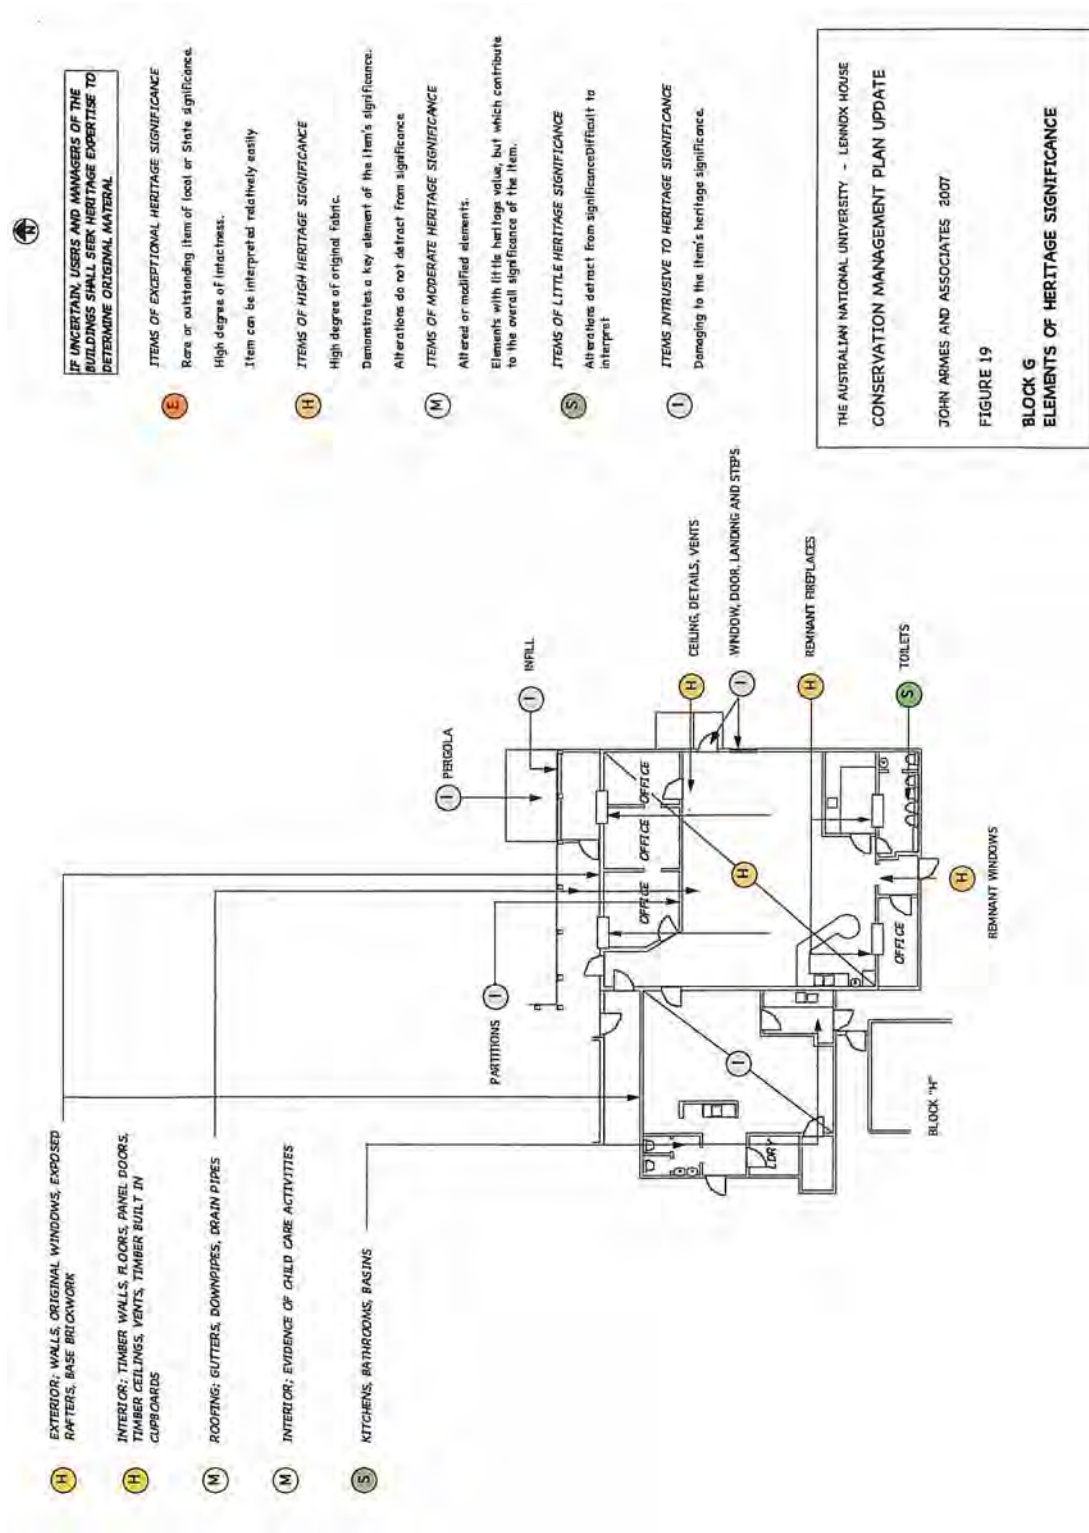 H
EXTERIOR; WALLS, ORIGINAL WINDOWS, EXPOSED
RAFTERS, BASE BRICKWORK
H
INTERIOR; TIMBER WALLS, FLOORS, PANEL DOORS,
TIMBER CEILINGS, VENTS, TIMBER BUILT IN
CUPBOARDS
M
ROOFING; GUTTERS, DOWNPIPES, DRAIN PIPES
M
INTERIOR; EVIDENCE OF CHILD CARE ACTIVITIES
S
KITCHENS, BATHROOMS, BASINS
PARTITIONS
I
I
PERGOLA
I
INFILL
OFFICE
OFFICE
OFFICE
H
CEILING, DETAILS, VENTS
I
WINDOW, DOOR, LANDING AND STEPS
H
REMNANT FIREPLACES
S
TOILETS
H
I
LDRY
OFFICE
H
REMNANT WINDOWS
BLOCK "H"
N
IF UNCERTAIN, USERS AND MANAGERS OF THE
BUILDINGS SHALL SEEK HERITAGE EXPERTISE TO
DETERMINE ORIGINAL MATERIAL
E
ITEMS OF EXCEPTIONAL HERITAGE SIGNIFICANCE
Rare or outstanding item of local or State significance.
High degree of intactness.
Item can be interpreted relatively easily
H
ITEMS OF HIGH HERITAGE SIGNIFICANCE
High degree of original fabric.
Demonstrates a key element of the item's significance.
Alterations do not detract from significance
M
ITEMS OF MODERATE HERITAGE SIGNIFICANCE
Altered or modified elements.
Elements with little heritage value, but which contribute
to the overall significance of the item.
S
ITEMS OF LITTLE HERITAGE SIGNIFICANCE
Alterations detract from significanceDifficult to
interpret
I
ITEMS INTRUSIVE TO HERITAGE SIGNIFICANCE
Damaging to the item's heritage significance.
THE AUSTRALIAN NATIONAL UNIVERSITY - LENNOX HOUSE
CONSERVATION MANAGEMENT PLAN UPDATE
JOHN ARMES AND ASSOCIATES 2007
FIGURE 19
BLOCK G
ELEMENTS OF HERITAGE SIGNIFICANCE